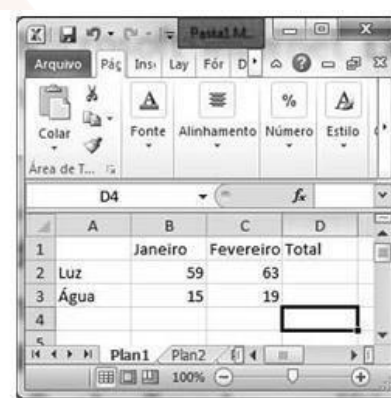 Pasta1 M...
Arquivo Pág Insi Lay Fór D
Colar Fonte Alinhamento Número Estilo
Área de T...
D4 fx
A B C D
1 Janeiro Fevereiro Total
2 Luz 59 63
3 Água 15 19
4
5
Plan1 Plan2
100%